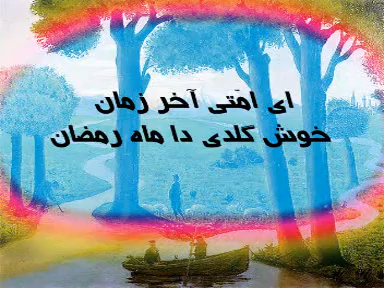 ای امَتی آخر زمان
خوش گلدی دا ماه رمضان